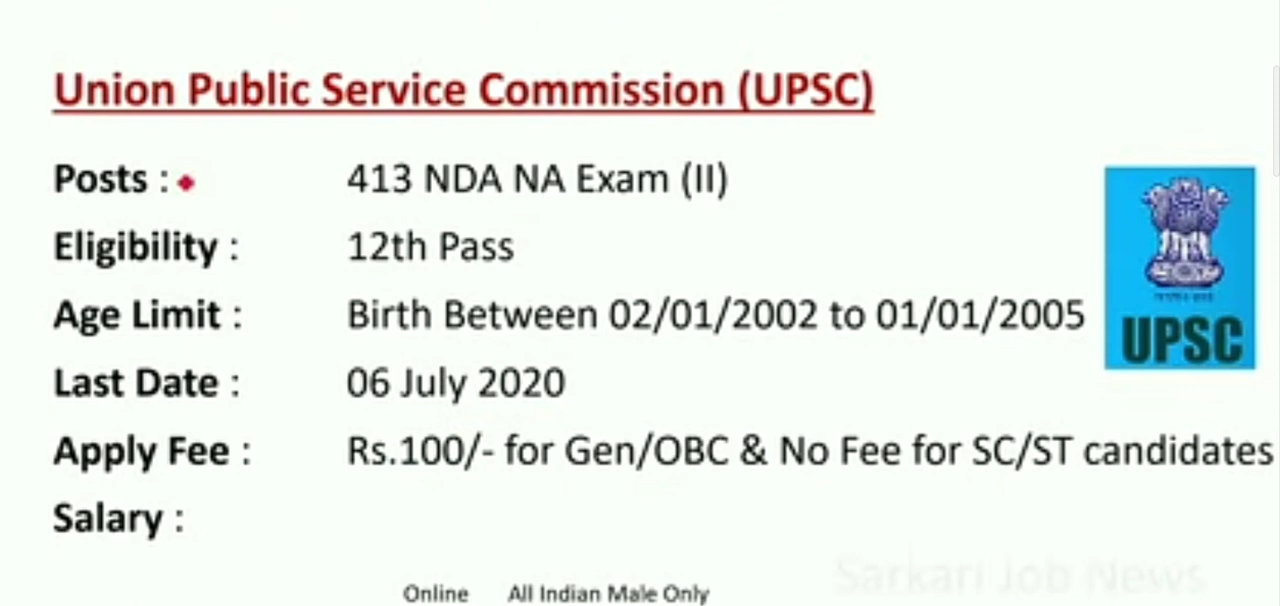 Union Public Service Commission (UPSC)
Posts : 413 NDA NA Exam (II)
Eligibility : 12th Pass
Age Limit : Birth Between 02/01/2002 to 01/01/2005
UPSC
Last Date : 06 July 2020
Apply Fee : Rs.100/- for Gen/OBC & No Fee for SC/ST candidates
Salary :
Sarkari Job News
Online All Indian Male Only